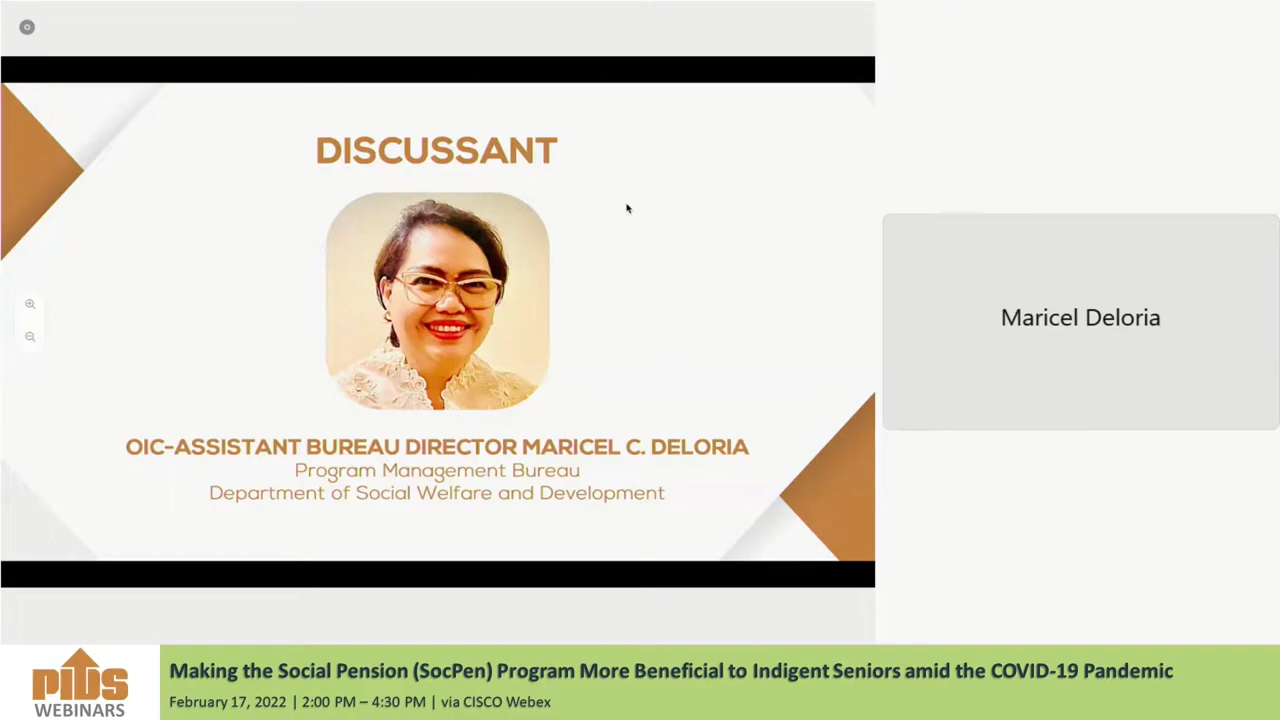 DISCUSSANT
OIC-ASSISTANT BUREAU DIRECTOR MARICEL C. DELORIA
Program Management Bureau
Department of Social Welfare and Development
Maricel Deloria
PIDS
WEBINARS
Making the Social Pension (SocPen) Program More Beneficial to Indigent Seniors amid the COVID-19 Pandemic
February 17, 2022 | 2:00 PM – 4:30 PM | via CISCO Webex